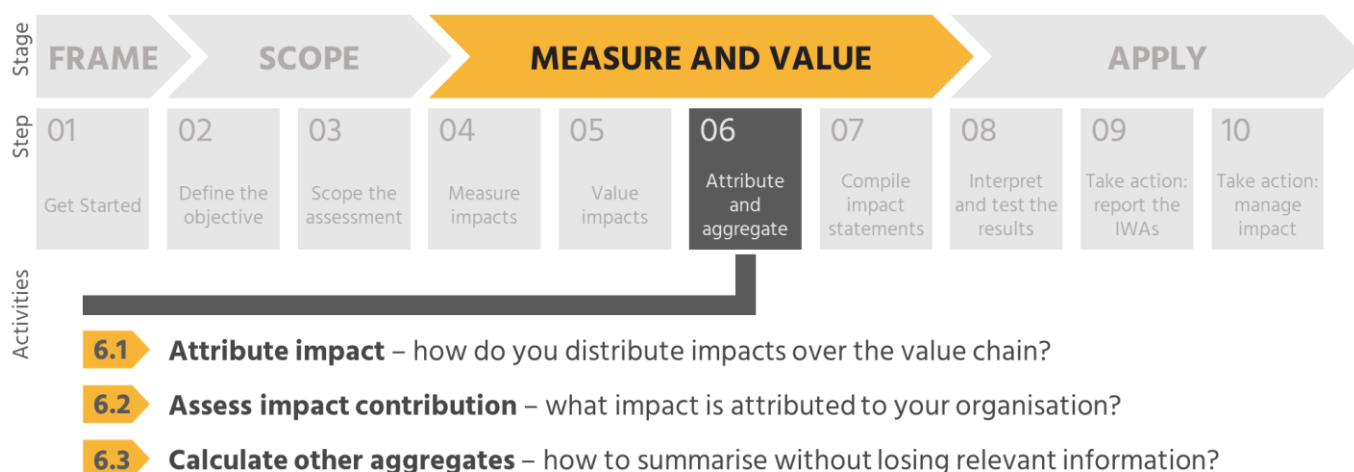 Stage
FRAME
SCOPE
MEASURE AND VALUE
APPLY
Step
01
Get Started
02
Define the
objective
03
Scope the
assessment
04
Measure
impacts
05
Value
impacts
06
Attribute
and
aggregate
07
Compile
impact
statements
08
Interpret
and test the
results
09
Take action:
report the
IWAs
10
Take action:
manage
impact
Activities
6.1 Attribute impact – how do you distribute impacts over the value chain?
6.2 Assess impact contribution – what impact is attributed to your organisation?
6.3 Calculate other aggregates – how to summarise without losing relevant information?